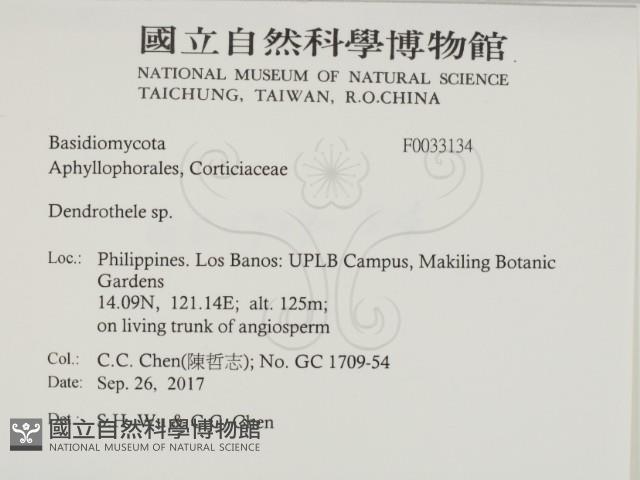 國立自然科學博物館
NATIONAL MUSEUM OF NATURAL SCIENCE
TAICHUNG, TAIWAN, R.O.CHINA
Basidiomycota F0033134
Aphyllophorales, Corticiaceae
Dendrothele sp.
Loc.: Philippines. Los Banos: UPLB Campus, Makiling Botanic
Gardens
14.09N, 121.14E; alt. 125m;
on living trunk of angiosperm
Col.: C.C. Chen(陳哲志); No. GC 1709-54
Date: Sep. 26, 2017
Det.: S.H. Wu & C.C. Chen
國立自然科學博物館
NATIONAL MUSEUM OF NATURAL SCIENCE